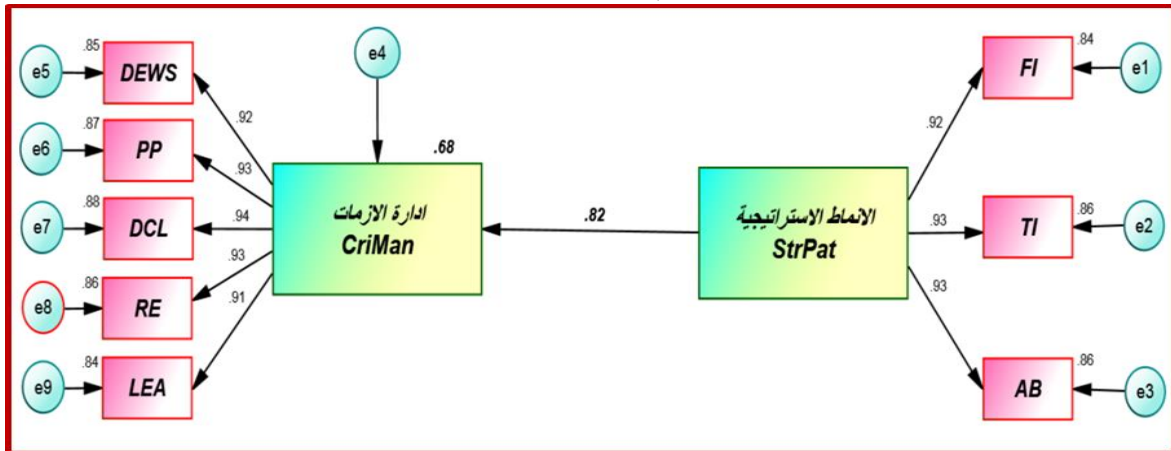 .85
e5
DEWS
.87
e6
PP
.88
e7
DCL
.86
e8
RE
.84
e9
LEA
.92
.93
.94
.93
.91
e4
.68
ادارة الازمات
CriMan
.82
الانماط الاستراتيجية
StrPat
.92
.93
.93
.84
FI
e1
.86
TI
e2
.86
AB
e3